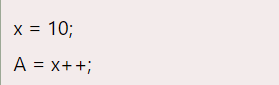 x = 10;
A = x++;